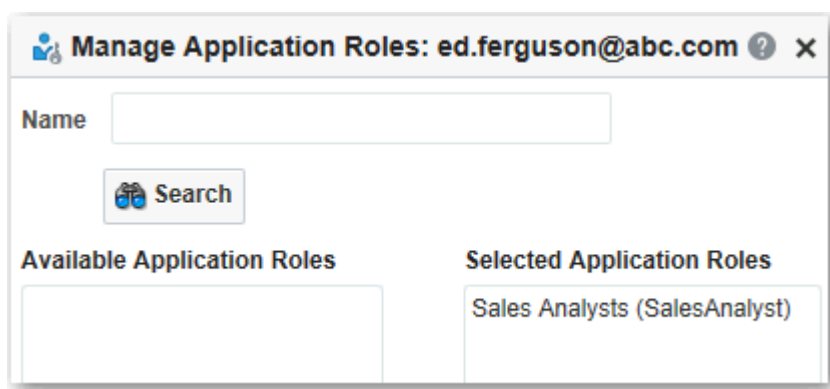 Manage Application Roles: ed.ferguson@abc.com ?
Name
Search
Available Application Roles
Selected Application Roles
Sales Analysts (SalesAnalyst)